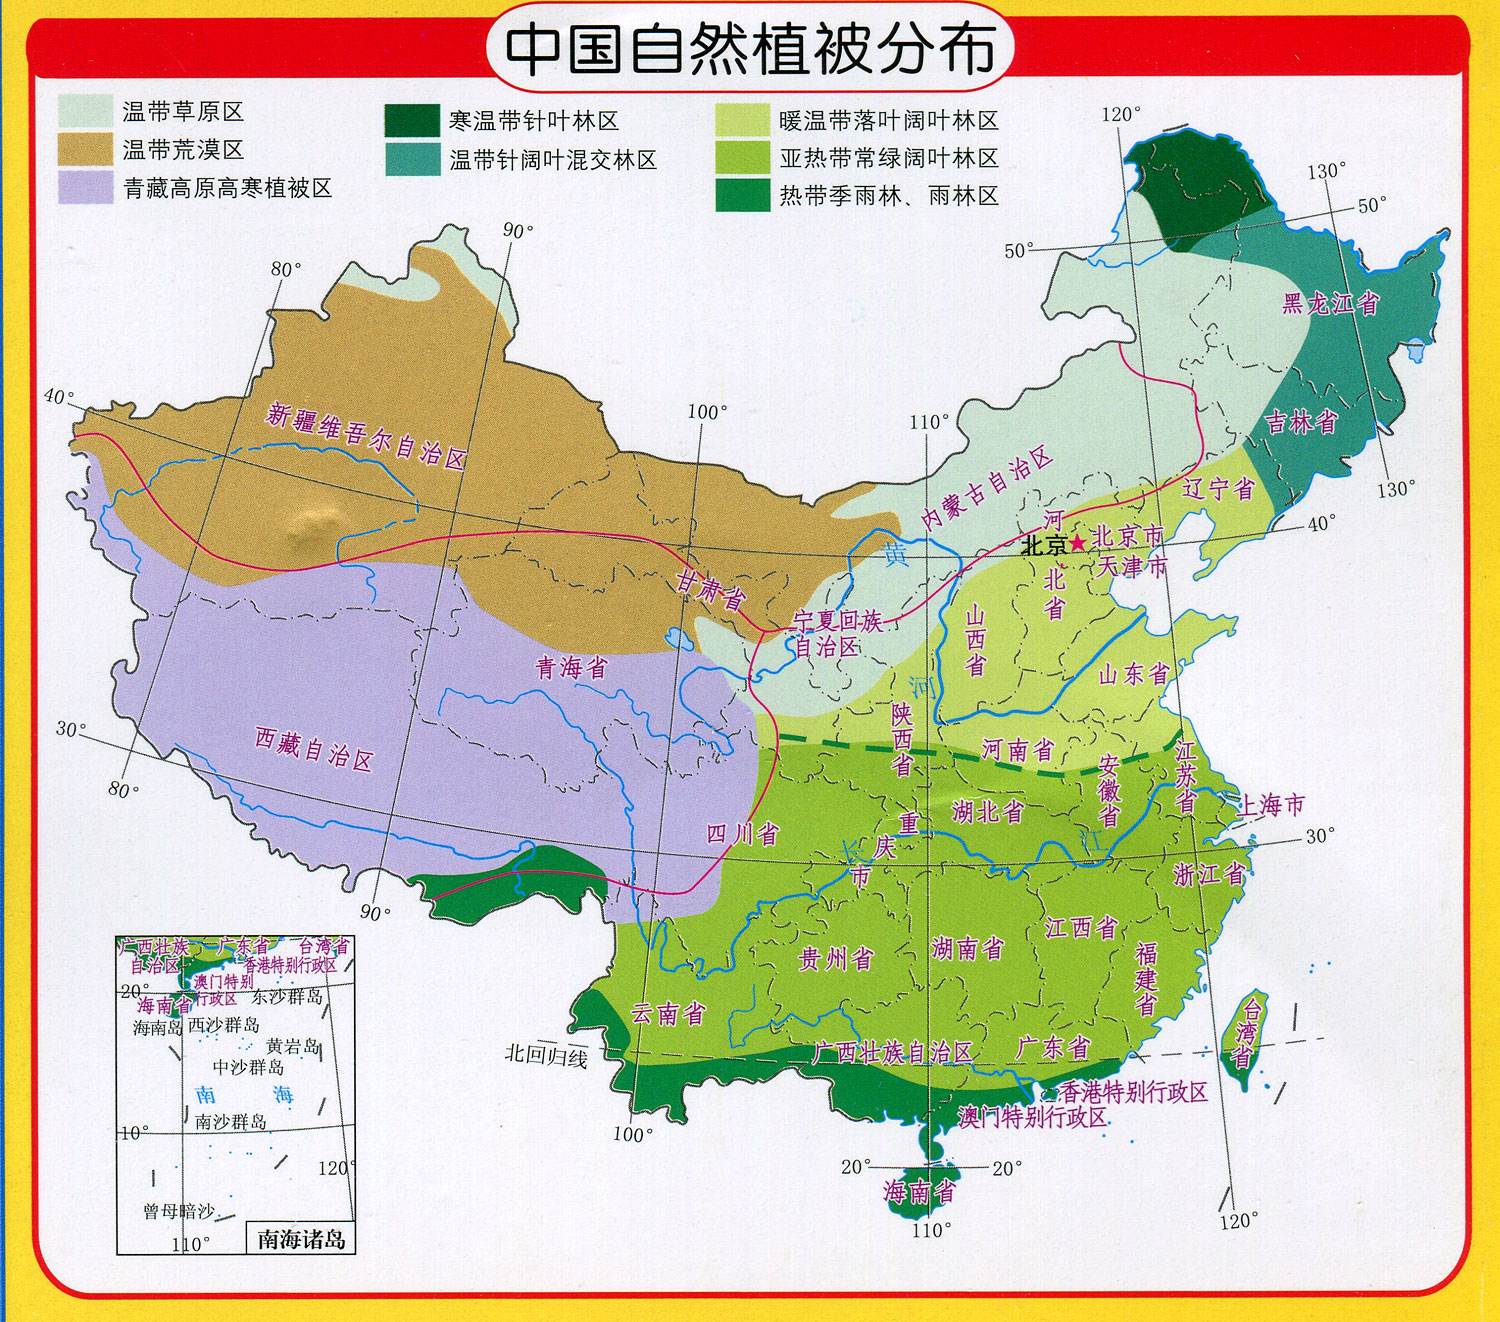 中国自然植被分布
温带草原区
温带荒漠区
青藏高原高寒植被区
寒温带针叶林区
温带针阔叶混交林区
暖温带落叶阔叶林区
亚热带常绿阔叶林区
热带季雨林、雨林区
120°
130°
50°
50°
90°
80°
40°
100°
110°
130°
40°
30°
80°
90°
30°
100°
20°
20°
110°
120°
黑龙江省
吉林省
辽宁省
内蒙古自治区
新疆维吾尔自治区
甘肃省
宁夏回族
自治区
青海省
西藏自治区
北京
北京市
天津市
河北省
山西省
山东省
陕西省
河南省
安徽省
江苏省
上海市
湖北省
重庆市
四川省
浙江省
江西省
湖南省
贵州省
福建省
云南省
广西壮族自治区
广东省
台湾省
香港特别行政区
澳门特别行政区
海南省
黄河
长江
北回归线
广西壮族
自治区
广东省
台湾省
香港特别行政区
澳门特别
行政区
20°
海南省
东沙群岛
海南岛
西沙群岛
黄岩岛
中沙群岛
南海
南沙群岛
10°
120°
曾母暗沙
110°
南海诸岛